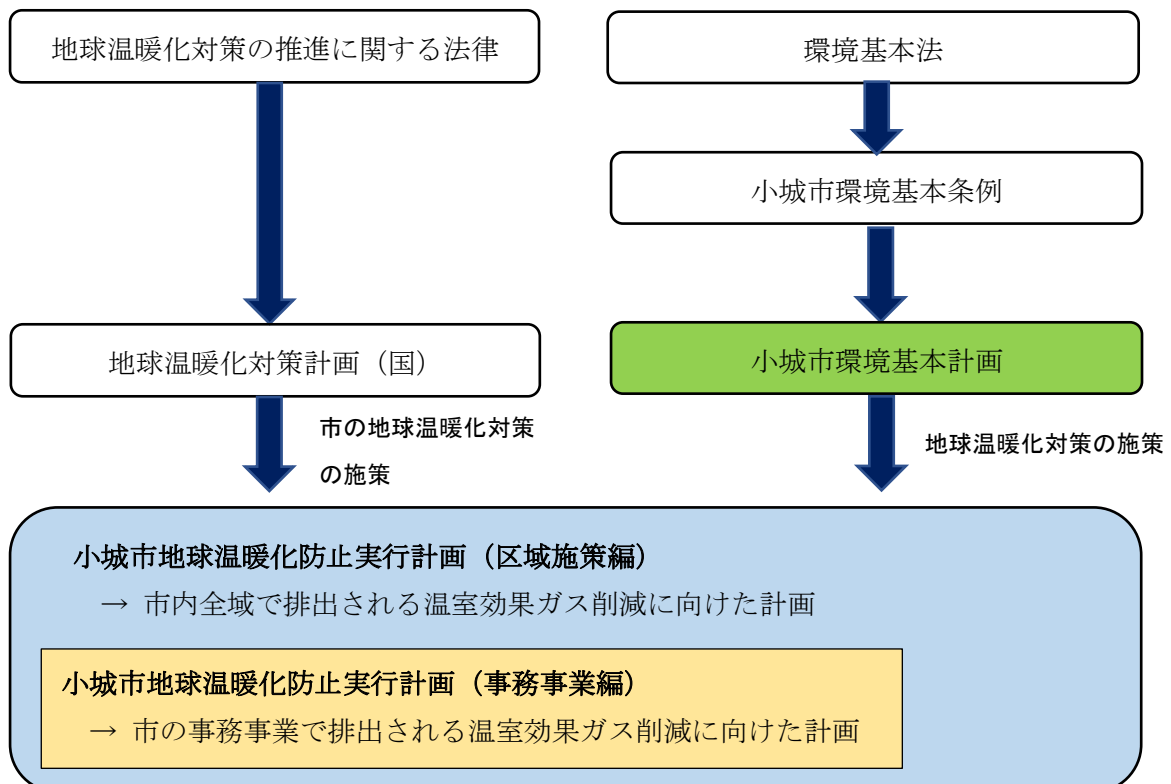 地球温暖化対策の推進に関する法律
環境基本法
小城市環境基本条例
地球温暖化対策計画（国）
小城市環境基本計画
市の地球温暖化対策
の施策
地球温暖化対策の施策
小城市地球温暖化防止実行計画（区域施策編）
→ 市内全域で排出される温室効果ガス削減に向けた計画
小城市地球温暖化防止実行計画（事務事業編）
→ 市の事務事業で排出される温室効果ガス削減に向けた計画